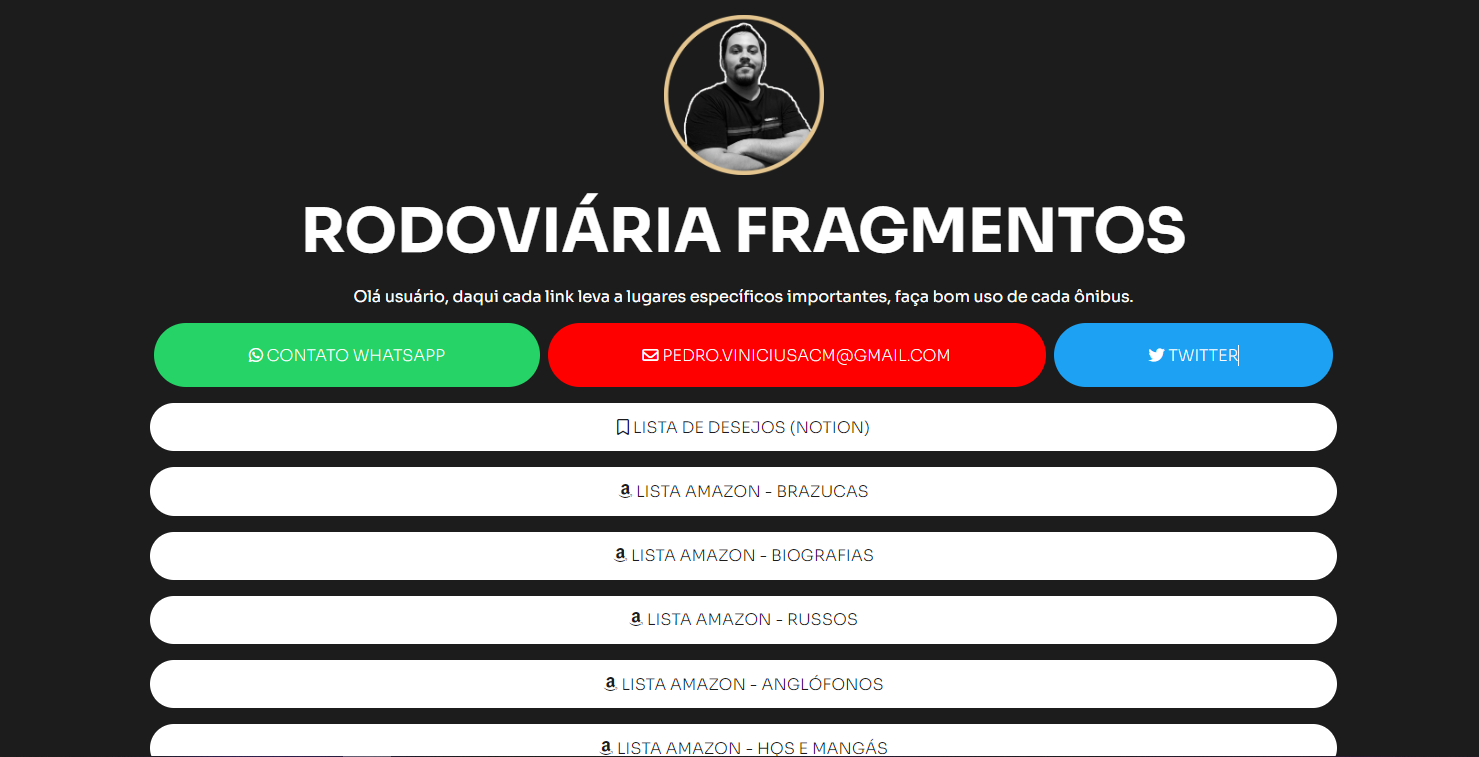 RODOVIÁRIA FRAGMENTOS
Olá usuário, daqui cada link leva a lugares específicos importantes, faça bom uso de cada ônibus.
CONTATO WHATSAPP
PEDRO.VINICIUSACM@GMAIL.COM
TWITTER
LISTA DE DESEJOS (NOTION)
LISTA AMAZON - BRAZUCAS
LISTA AMAZON - BIOGRAFIAS
LISTA AMAZON - RUSSOS
LISTA AMAZON - ANGLÓFONOS
LISTA AMAZON - HQS E MANGÁS